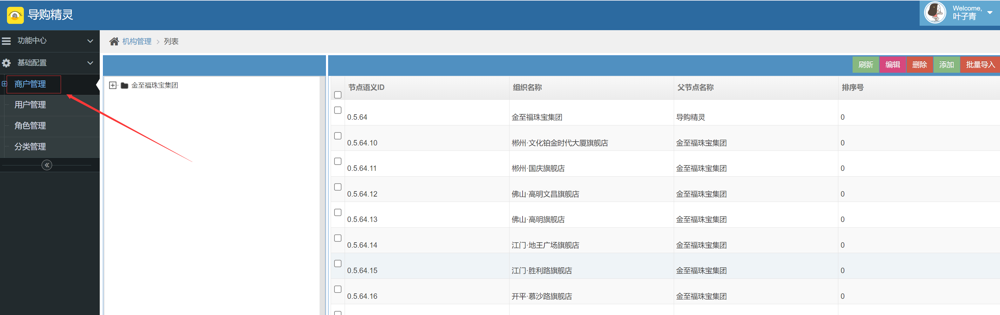 导购精灵
Welcome,
叶子青
功能中心
基础配置
商户管理
用户管理
角色管理
分类管理
机构管理 > 列表
金至福珠宝集团
刷新 编辑 删除 添加 批量导入
节点语义ID 组织名称 父节点名称 排序号
0.5.64 金至福珠宝集团 导购精灵 0
0.5.64.10 郴州·文化铂金时代大厦旗舰店 金至福珠宝集团 0
0.5.64.11 郴州·国庆旗舰店 金至福珠宝集团 0
0.5.64.12 佛山·高明文昌旗舰店 金至福珠宝集团 0
0.5.64.13 佛山·高明旗舰店 金至福珠宝集团 0
0.5.64.14 江门·地王广场旗舰店 金至福珠宝集团 0
0.5.64.15 江门·胜利路旗舰店 金至福珠宝集团 0
0.5.64.16 开平·慕沙路旗舰店 金至福珠宝集团 0